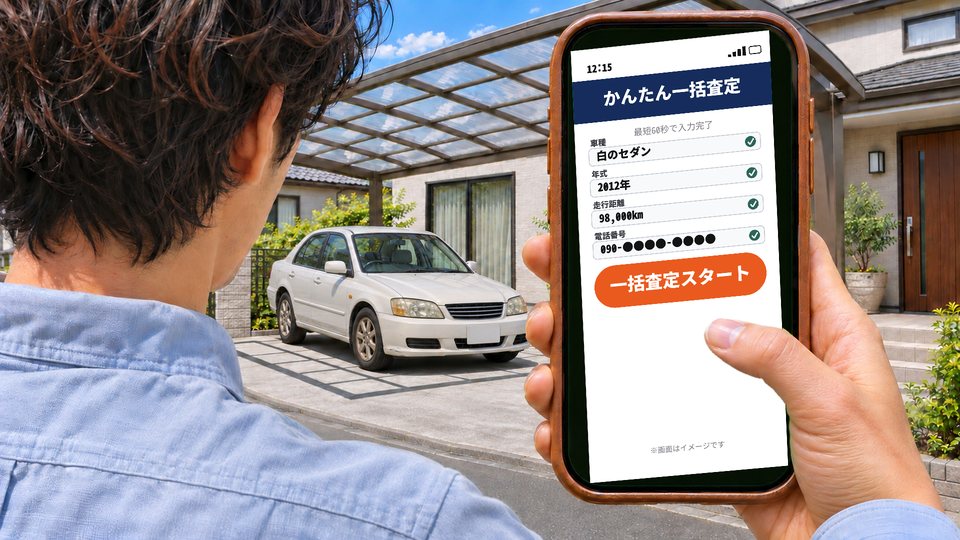 12:15
かんたん一括査定
最短60秒で入力完了
車種
白のセダン
年式
2012年
走行距離
98,000km
電話番号
090-●●●●-●●●●
一括査定スタート
※画面はイメージです